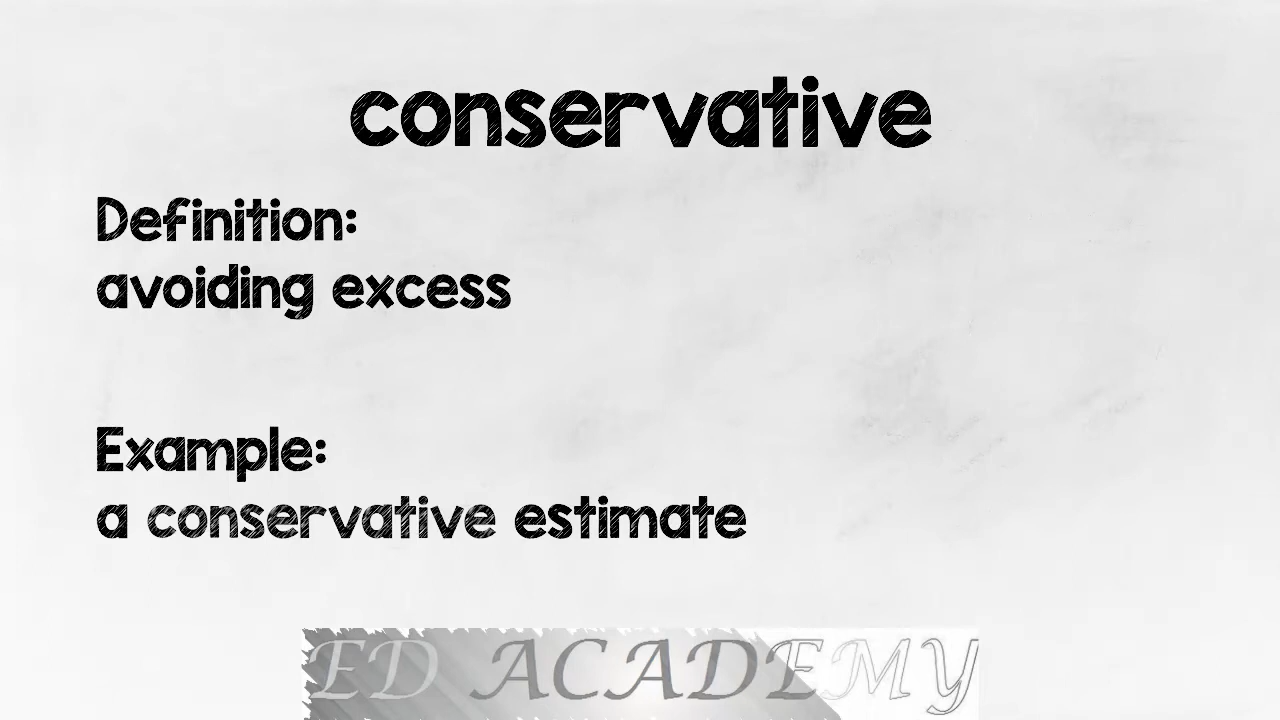 conservative
Definition:
avoiding excess
Example:
a conservative estimate
ED ACADEMY